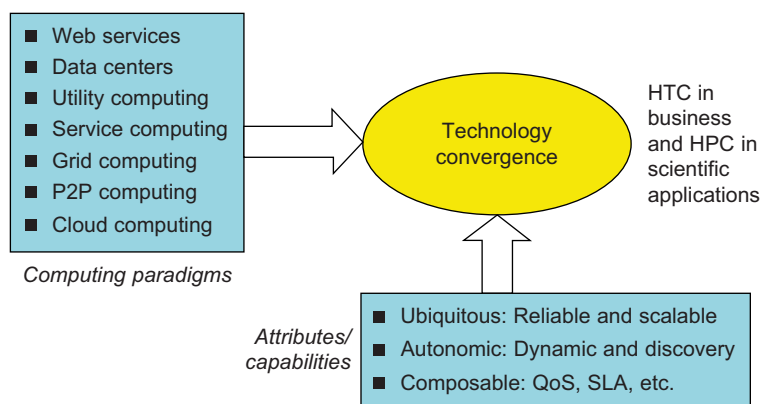 Web services
Data centers
Utility computing
Service computing
Grid computing
P2P computing
Cloud computing
Computing paradigms
Technology
convergence
HTC in
business
and HPC in
scientific
applications
Attributes/
capabilities
Ubiquitous: Reliable and scalable
Autonomic: Dynamic and discovery
Composable: QoS, SLA, etc.